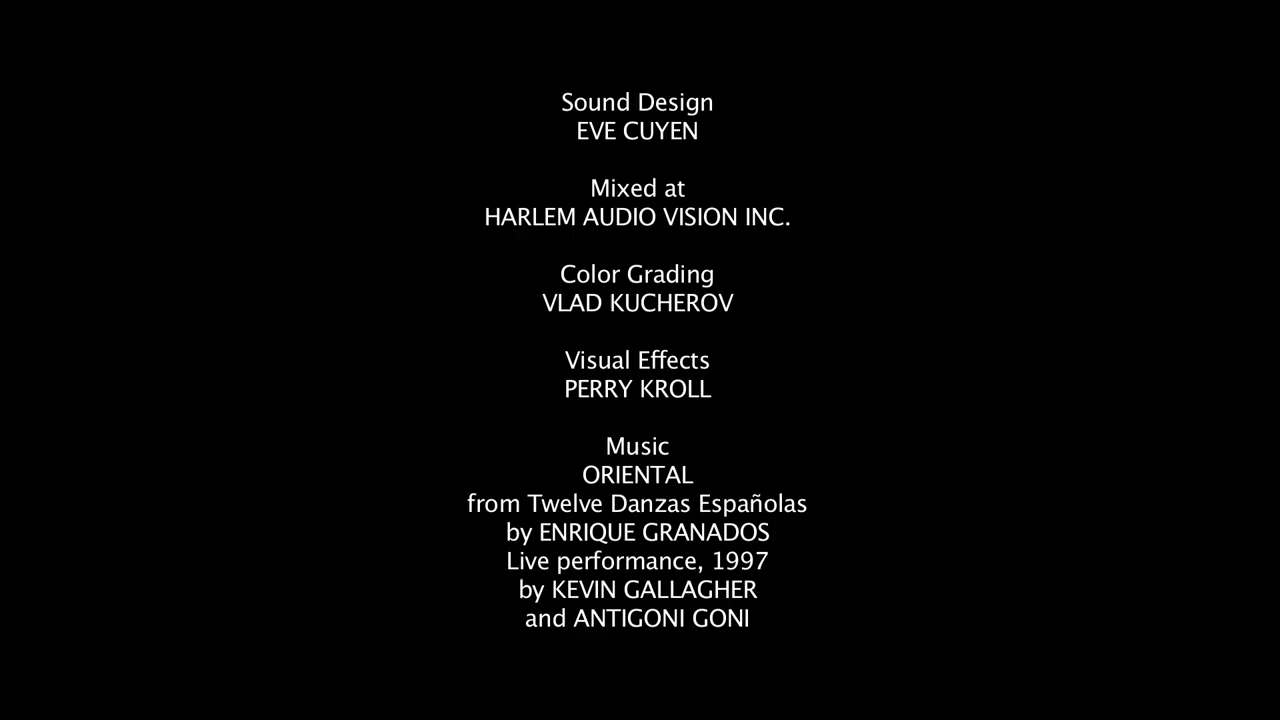 Sound Design
EVE CUYEN
Mixed at
HARLEM AUDIO VISION INC.
Color Grading
VLAD KUCHEROV
Visual Effects
PERRY KROLL
Music
ORIENTAL
from Twelve Danzas Españolas
by ENRIQUE GRANADOS
Live performance, 1997
by KEVIN GALLAGHER
and ANTIGONI GONI